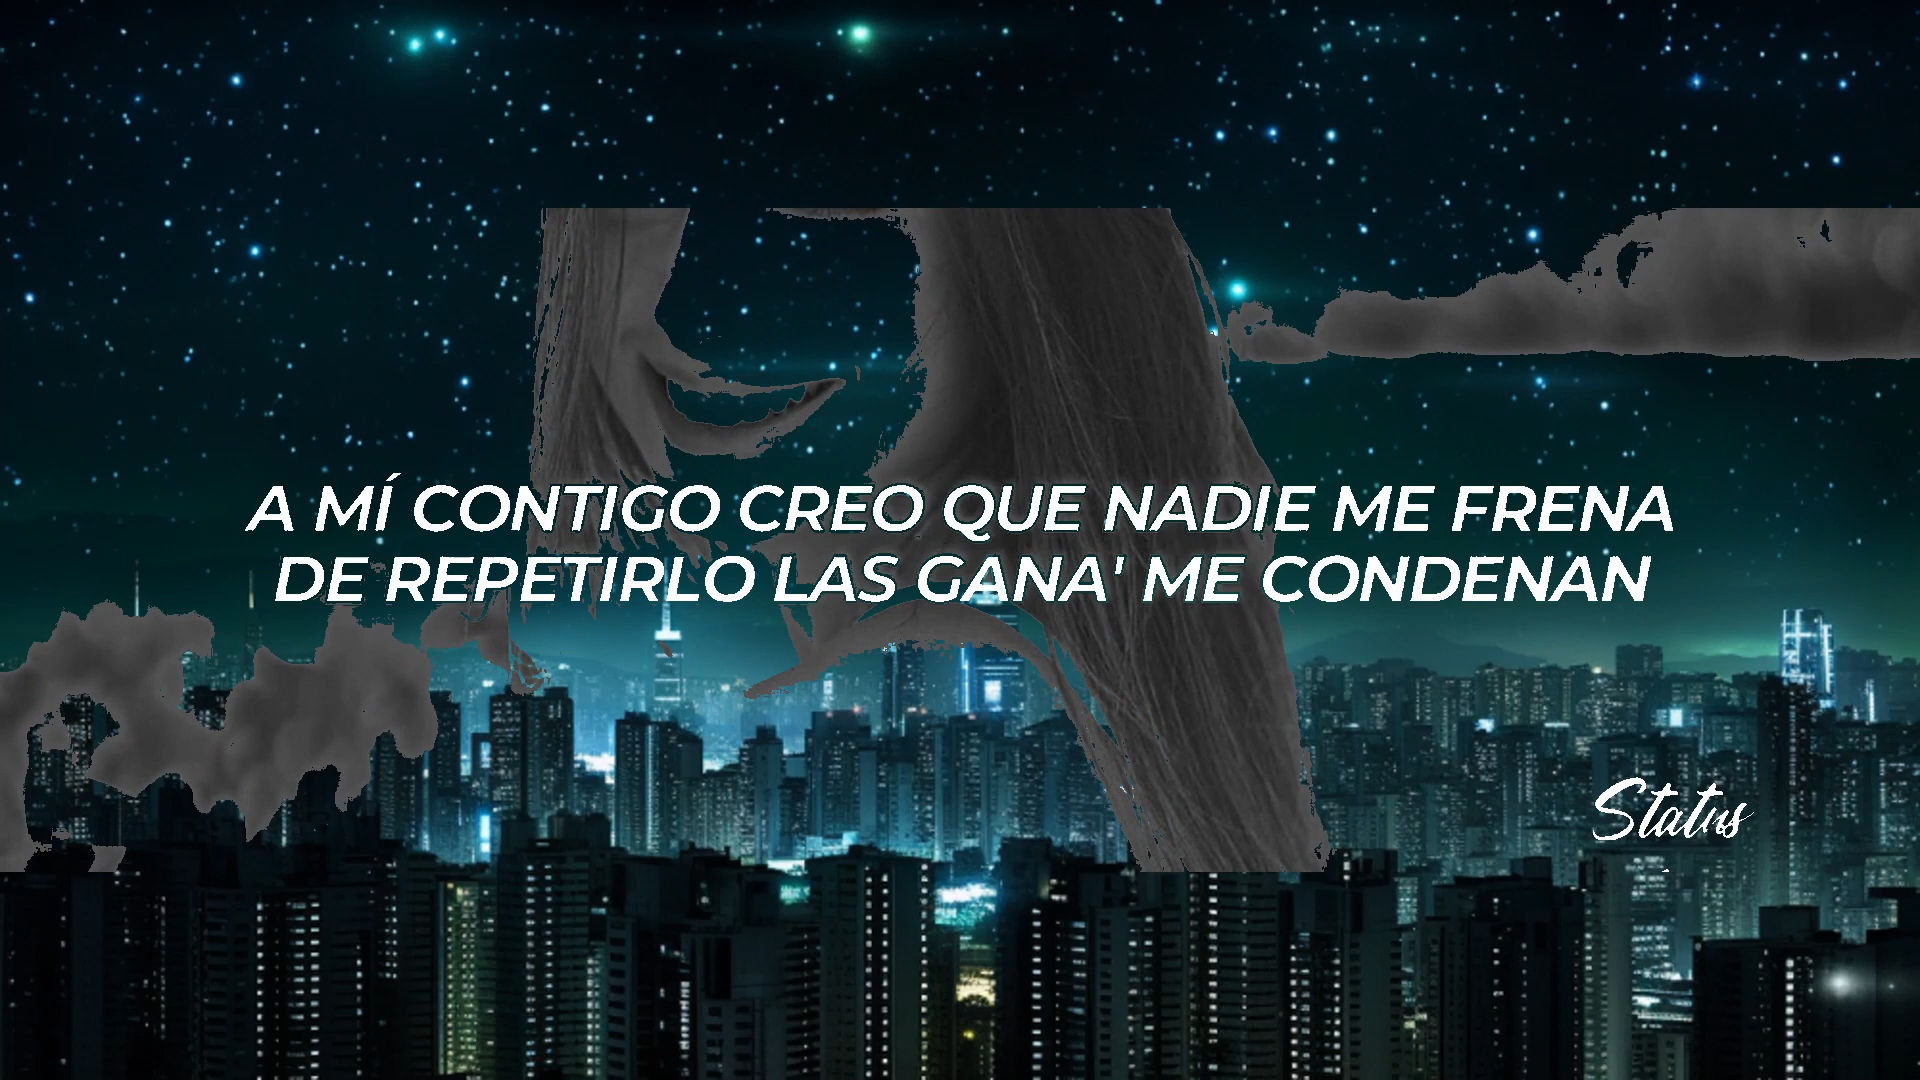 A MÍ CONTIGO CREO QUE NADIE ME FRENA
DE REPETIRLO LAS GANA' ME CONDENAN
Status